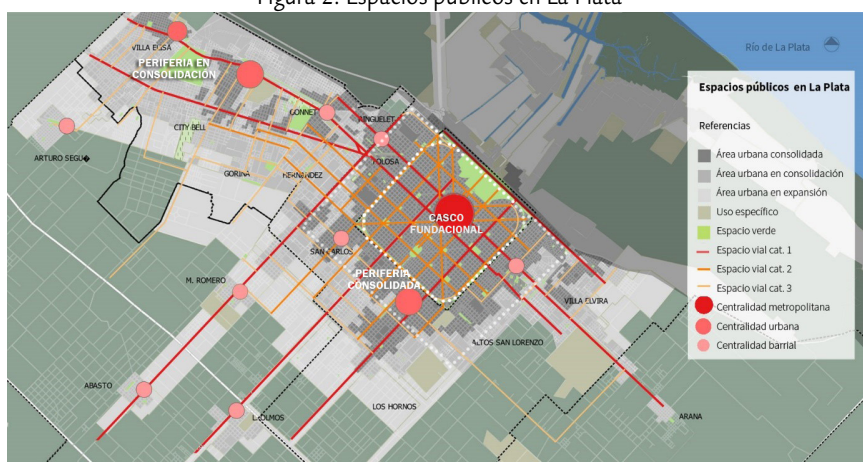 Figura 2. Espacios públicos en La Plata
Río de La Plata
VILLA ELISA
PERIFERIA EN
CONSOLIDACIÓN
GONNET
RINGUELET
CITY BELL
TOLOSA
ARTURO SEGU�
GORINA
HERNÁNDEZ
CASCO
FUNDACIONAL
SAN CARLOS
PERIFERIA
CONSOLIDADA
M. ROMERO
VILLA ELVIRA
ALTOS SAN LORENZO
ABASTO
LOS HORNOS
L. OLMOS
ARANA
Espacios públicos en La Plata
Referencias
Área urbana consolidada
Área urbana en consolidación
Área urbana en expansión
Uso específico
Espacio verde
Espacio vial cat. 1
Espacio vial cat. 2
Espacio vial cat. 3
Centralidad metropolitana
Centralidad urbana
Centralidad barrial